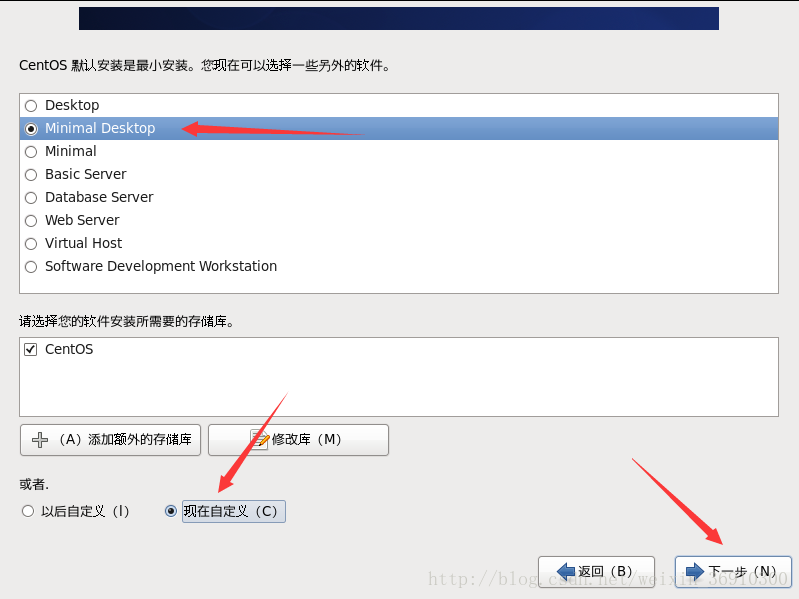 CentOS 默认安装是最小安装。您现在可以选择一些另外的软件。
Desktop
Minimal Desktop
Minimal
Basic Server
Database Server
Web Server
Virtual Host
Software Development Workstation
请选择您的软件安装所需要的存储库。
CentOS
（A）添加额外的存储库 修改库（M）
或者.
以后自定义（l） 现在自定义（C）
返回（B） 下一步（N）
http://blog.csdn.net/weixin_36910300